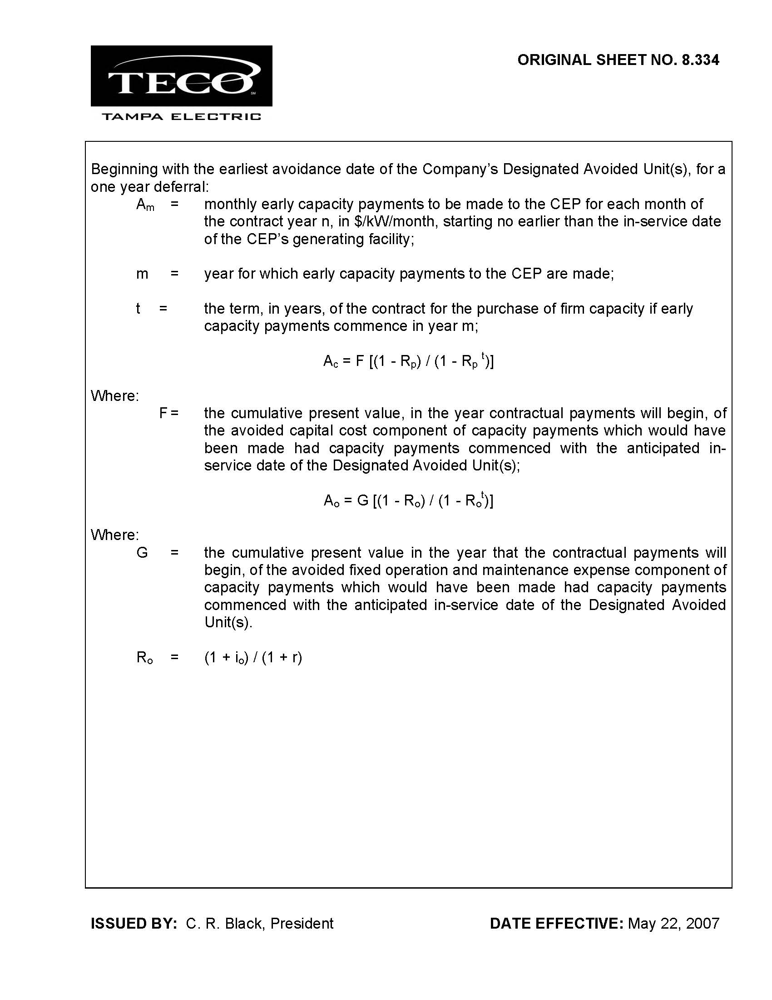 ORIGINAL SHEET NO. 8.334
TECO
SM
TAMPA ELECTRIC
Beginning with the earliest avoidance date of the Company’s Designated Avoided Unit(s), for a
one year deferral:
Am = monthly early capacity payments to be made to the CEP for each month of
the contract year n, in $/kW/month, starting no earlier than the in-service date
of the CEP’s generating facility;
m = year for which early capacity payments to the CEP are made;
t = the term, in years, of the contract for the purchase of firm capacity if early
capacity payments commence in year m;
Ac = F [(1 - Rp) / (1 - Rp t)]
Where:
F = the cumulative present value, in the year contractual payments will begin, of
the avoided capital cost component of capacity payments which would have
been made had capacity payments commenced with the anticipated in-
service date of the Designated Avoided Unit(s);
Ao = G [(1 - Ro) / (1 - Rot)]
Where:
G = the cumulative present value in the year that the contractual payments will
begin, of the avoided fixed operation and maintenance expense component of
capacity payments which would have been made had capacity payments
commenced with the anticipated in-service date of the Designated Avoided
Unit(s).
Ro = (1 + io) / (1 + r)
ISSUED BY: C. R. Black, President
DATE EFFECTIVE: May 22, 2007